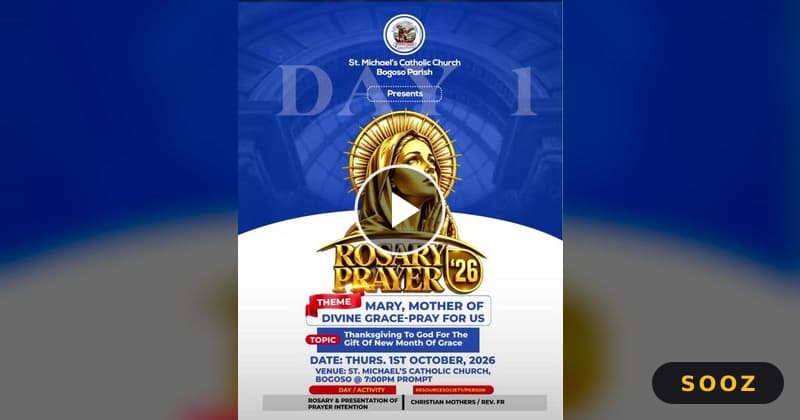 St. Michael's Catholic Church
Bogoso Parish
Presents
DAY 1
ROSARY
PRAYER '26
THEME MARY, MOTHER OF
DIVINE GRACE-PRAY FOR US
TOPIC Thanksgiving To God For The
Gift Of New Month Of Grace
DATE: THURS. 1ST OCTOBER, 2026
VENUE: ST. MICHAEL'S CATHOLIC CHURCH,
BOGOSO @ 7:00PM PROMPT
DAY / ACTIVITY RESOURCESOCIETY/PERSON
ROSARY & PRESENTATION OF
PRAYER INTENTION
CHRISTIAN MOTHERS / REV. FR
SOOZ